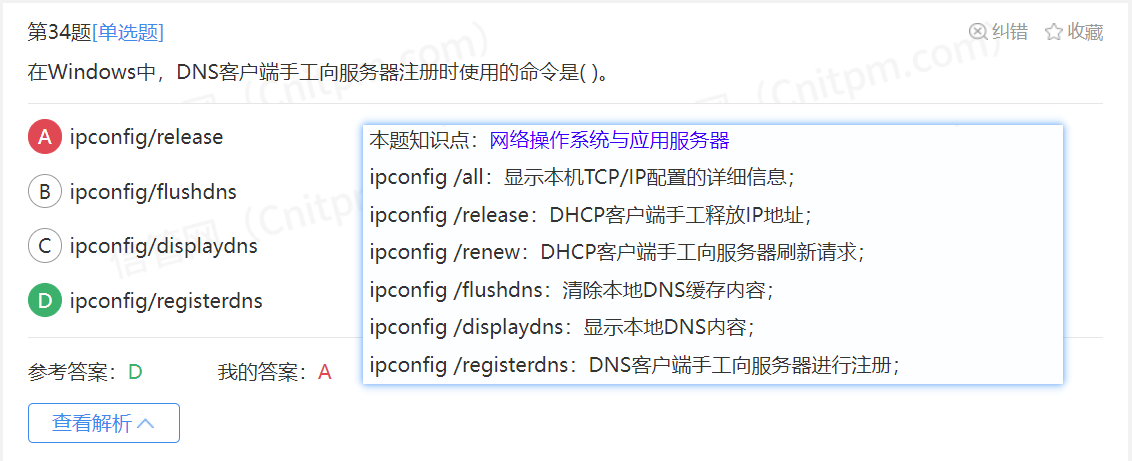 第34题[单选题]
纠错 收藏
在Windows中，DNS客户端手工向服务器注册时使用的命令是( )。
A ipconfig/release
B ipconfig/flushdns
C ipconfig/displaydns
D ipconfig/registerdns
本题知识点：网络操作系统与应用服务器
ipconfig /all：显示本机TCP/IP配置的详细信息；
ipconfig /release：DHCP客户端手工释放IP地址；
ipconfig /renew：DHCP客户端手工向服务器刷新请求；
ipconfig /flushdns：清除本地DNS缓存内容；
ipconfig /displaydns：显示本地DNS内容；
ipconfig /registerdns：DNS客户端手工向服务器进行注册；
参考答案：D 我的答案：A
查看解析
信管网（Cnitpm.com）